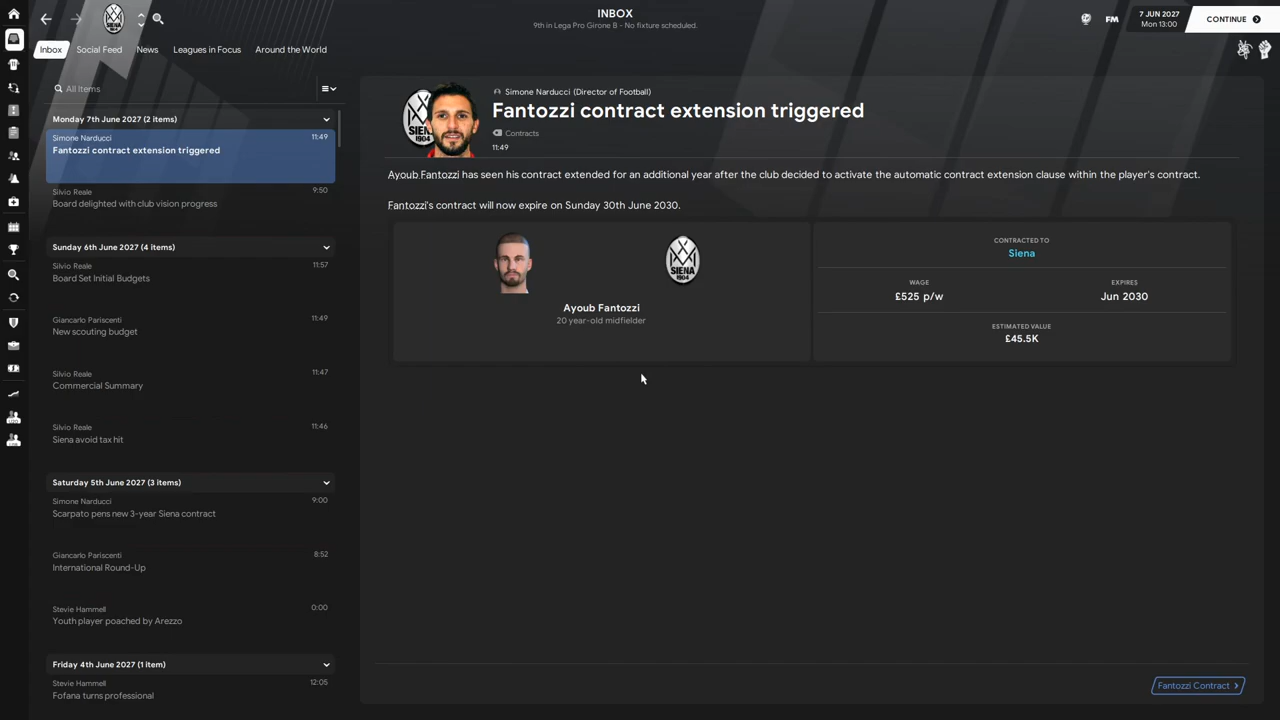 INBOX
9th in Lega Pro Girone B - No fixture scheduled.
FM
7 JUN 2027
Mon 13:00
CONTINUE
Inbox
Social Feed
News
Leagues in Focus
Around the World
All Items
Monday 7th June 2027 (2 items)
Simone Narducci
11:49
Fantozzi contract extension triggered
Silvio Reale
9:50
Board delighted with club vision progress
Sunday 6th June 2027 (4 items)
Silvio Reale
11:57
Board Set Initial Budgets
Giancarlo Pariscenti
11:49
New scouting budget
Silvio Reale
11:47
Commercial Summary
Silvio Reale
11:46
Siena avoid tax hit
Saturday 5th June 2027 (3 items)
Simone Narducci
9:00
Scarpato pens new 3-year Siena contract
Giancarlo Pariscenti
8:52
International Round-Up
Stevie Hammell
0:00
Youth player poached by Arezzo
Friday 4th June 2027 (1 item)
Stevie Hammell
12:05
Fofana turns professional
SIENA
1904
Simone Narducci (Director of Football)
Fantozzi contract extension triggered
Contracts
11:49
Ayoub Fantozzi has seen his contract extended for an additional year after the club decided to activate the automatic contract extension clause within the player's contract.
Fantozzi's contract will now expire on Sunday 30th June 2030.
SIENA
1904
Ayoub Fantozzi
20 year-old midfielder
CONTRACTED TO
Siena
WAGE
£525 p/w
EXPIRES
Jun 2030
ESTIMATED VALUE
£45.5K
Fantozzi Contract